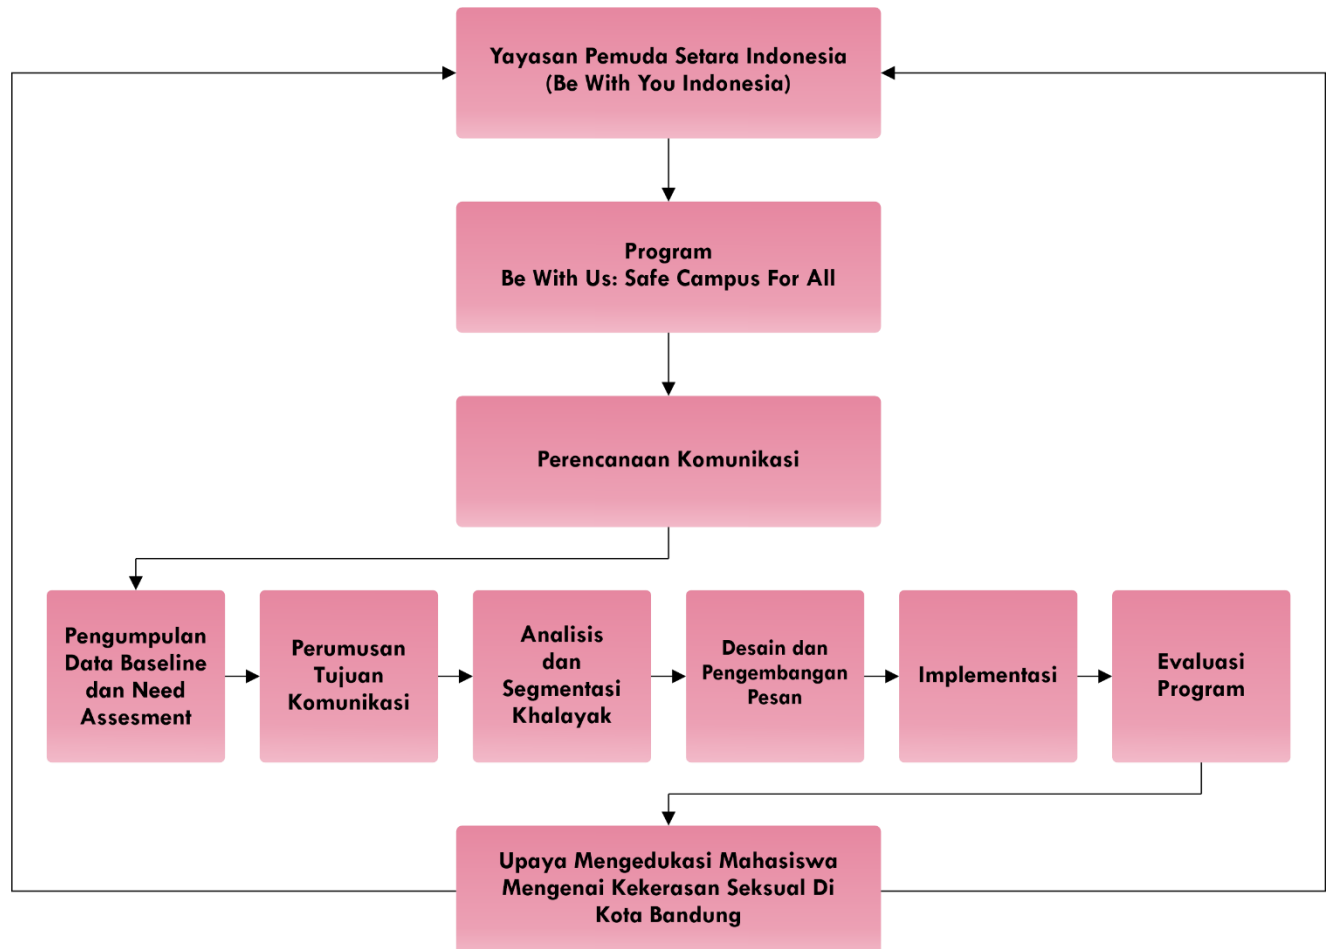 Yayasan Pemuda Setara Indonesia
(Be With You Indonesia)
Program
Be With Us: Safe Campus For All
Perencanaan Komunikasi
Pengumpulan
Data Baseline
dan Need
Assesment
Perumusan
Tujuan
Komunikasi
Analisis
dan
Segmentasi
Khalayak
Desain dan
Pengembangan
Pesan
Implementasi
Evaluasi
Program
Upaya Mengedukasi Mahasiswa
Mengenai Kekerasan Seksual Di
Kota Bandung